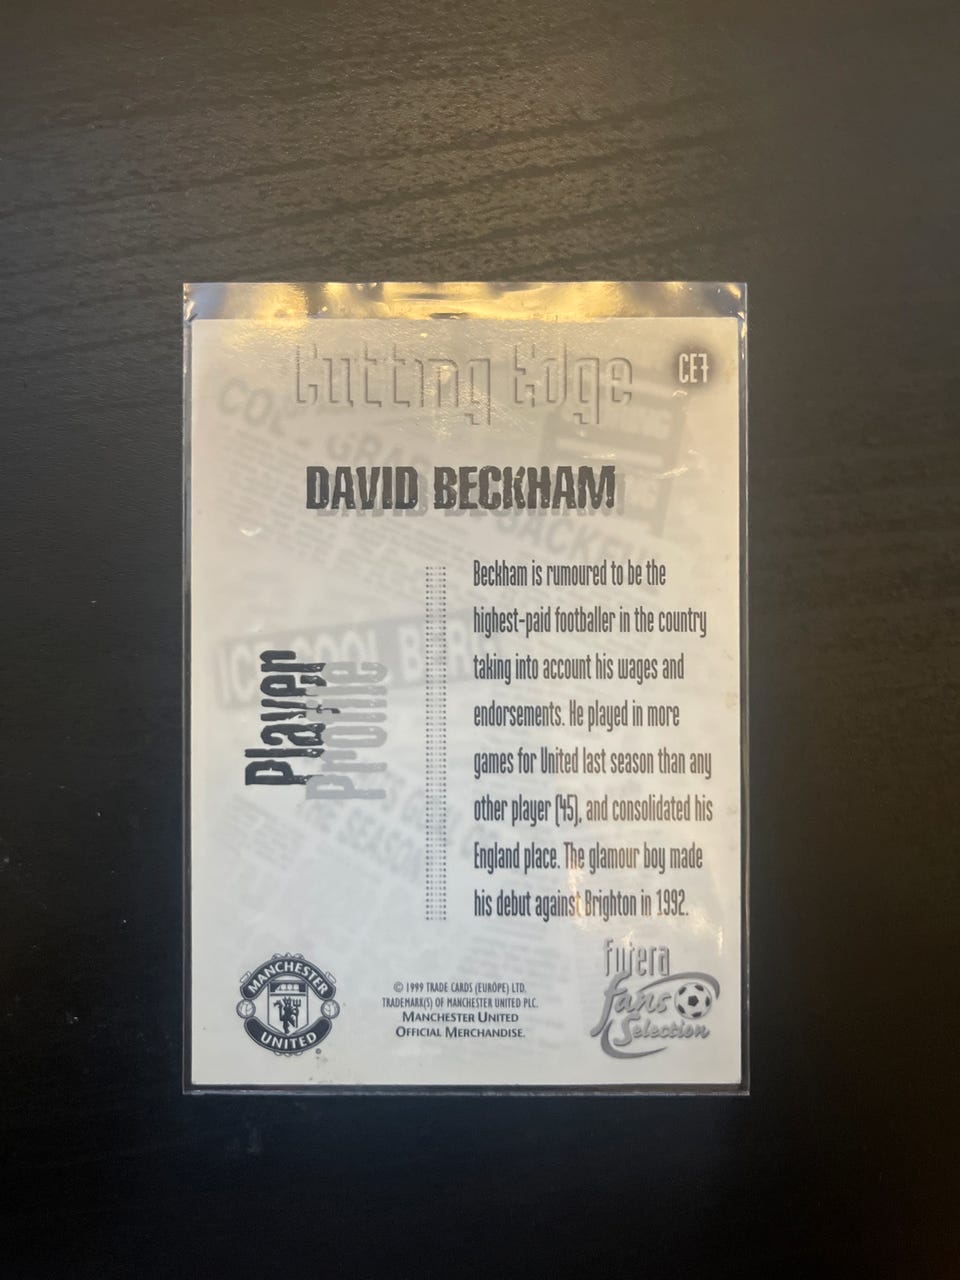 Cutting Edge
CE7
DAVID BECKHAM
Player
Profile
Beckham is rumoured to be the
highest-paid footballer in the country
taking into account his wages and
endorsements. He played in more
games for United last season than any
other player (45), and consolidated his
England place. The glamour boy made
his debut against Brighton in 1992.
MANCHESTER
UNITED
© 1999 TRADE CARDS (EUROPE) LTD.
TRADEMARK(S) OF MANCHESTER UNITED PLC.
MANCHESTER UNITED
OFFICIAL MERCHANDISE.
futera
fans
Selection